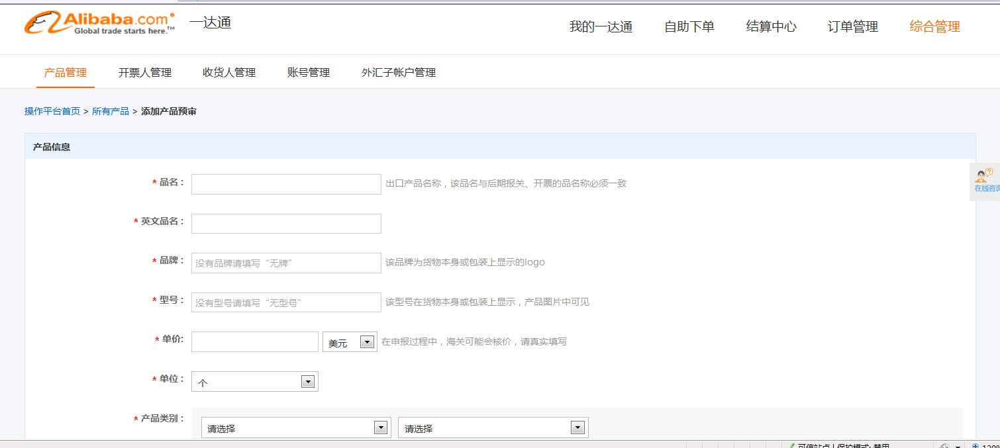 Alibaba.com 一达通
Global trade starts here.™
我的一达通 自助下单 结算中心 订单管理 综合管理
产品管理 开票人管理 收货人管理 账号管理 外汇子帐户管理
操作平台首页 > 所有产品 > 添加产品预审
产品信息
* 品名： 出口产品名称，该品名与后期报关、开票的品名称必须一致
在线咨询
* 英文品名：
* 品牌： 没有品牌请填写“无牌” 该品牌为货物本身或包装上显示的logo
* 型号： 没有型号请填写“无型号” 该型号在货物本身或包装上显示，产品图片中可见
* 单价: 美元 在申报过程中，海关可能会核价，请真实填写
* 单位： 个
* 产品类别： 请选择 请选择
可信站点 | 保护模式: 禁用